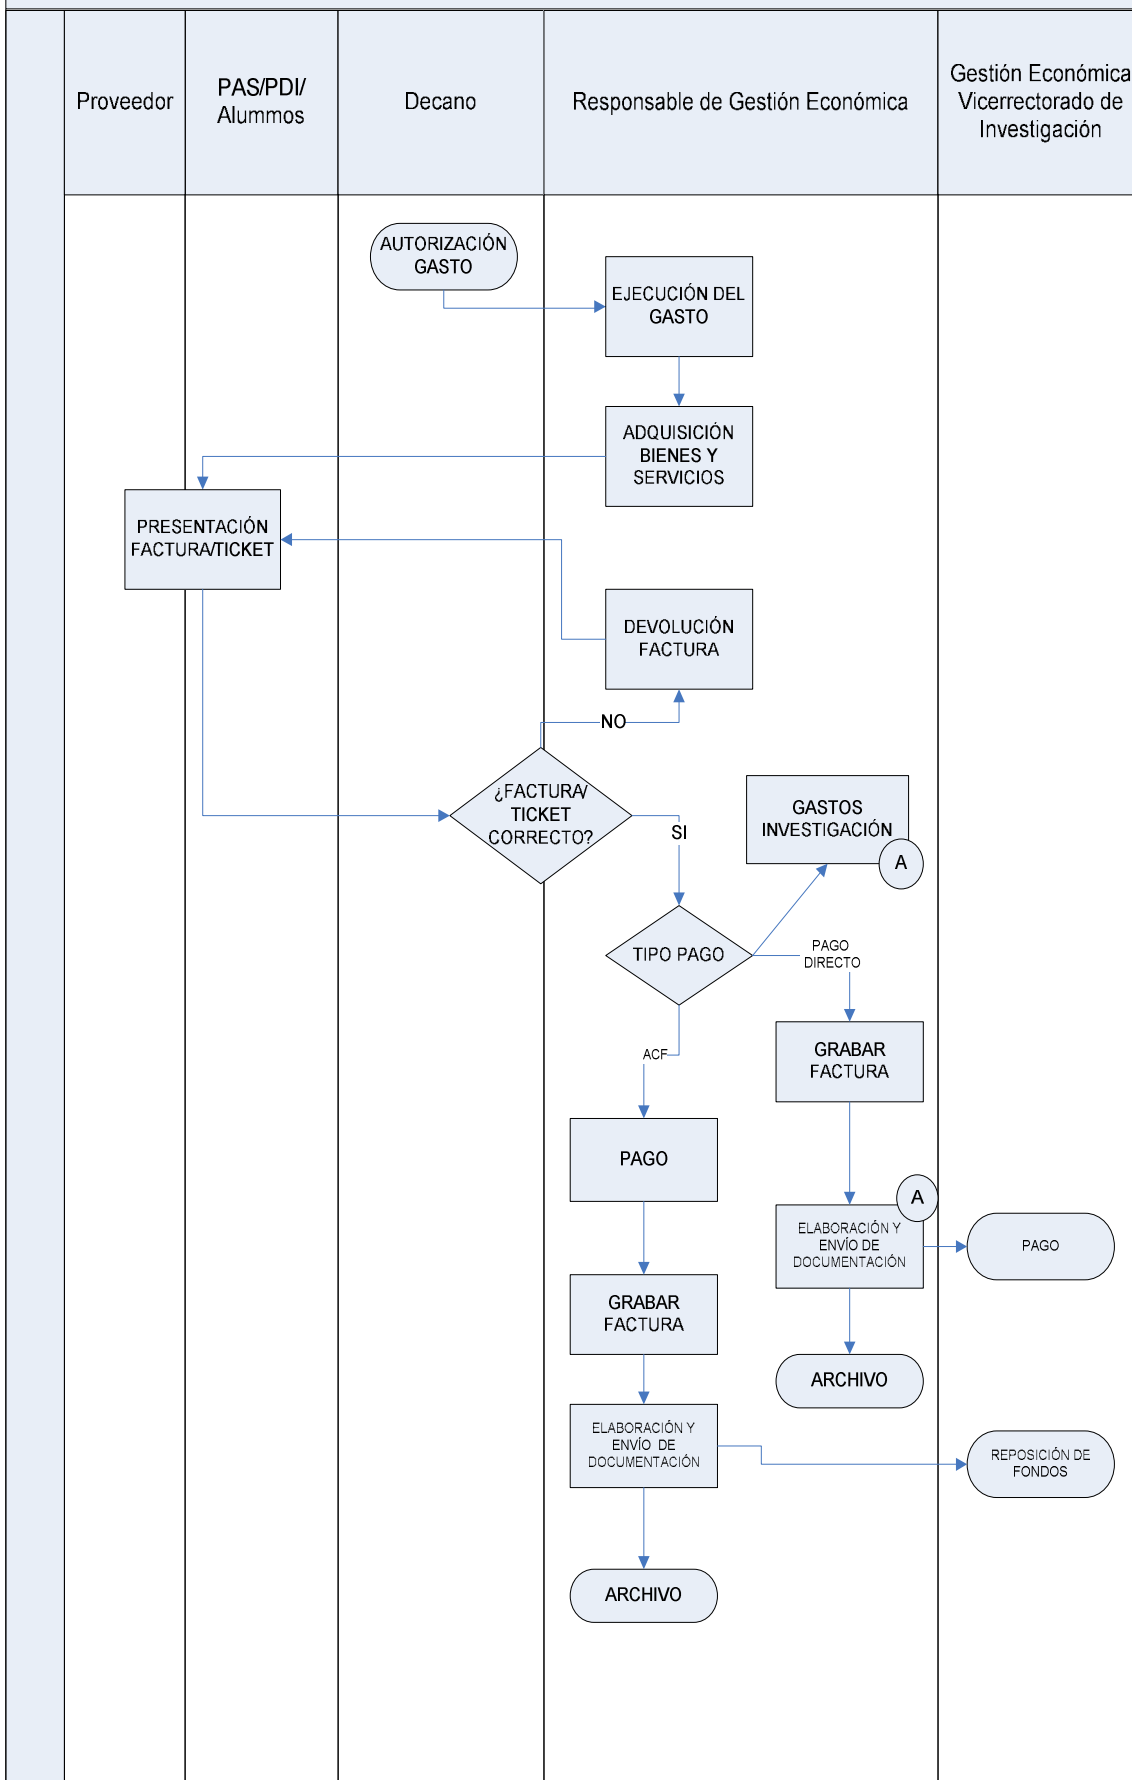 Proveedor
PAS/PDI/
Alummos
Decano
Responsable de Gestión Económica
Gestión Económica
Vicerrectorado de
Investigación
AUTORIZACIÓN
GASTO
EJECUCIÓN DEL
GASTO
ADQUISICIÓN
BIENES Y
SERVICIOS
PRESENTACIÓN
FACTURA/TICKET
DEVOLUCIÓN
FACTURA
NO
¿FACTURA/
TICKET
CORRECTO?
SI
GASTOS
INVESTIGACIÓN
A
TIPO PAGO
PAGO
DIRECTO
GRABAR
FACTURA
ACF
PAGO
A
ELABORACIÓN Y
ENVÍO DE
DOCUMENTACIÓN
PAGO
GRABAR
FACTURA
ARCHIVO
ELABORACIÓN Y
ENVÍO DE
DOCUMENTACIÓN
REPOSICIÓN DE
FONDOS
ARCHIVO